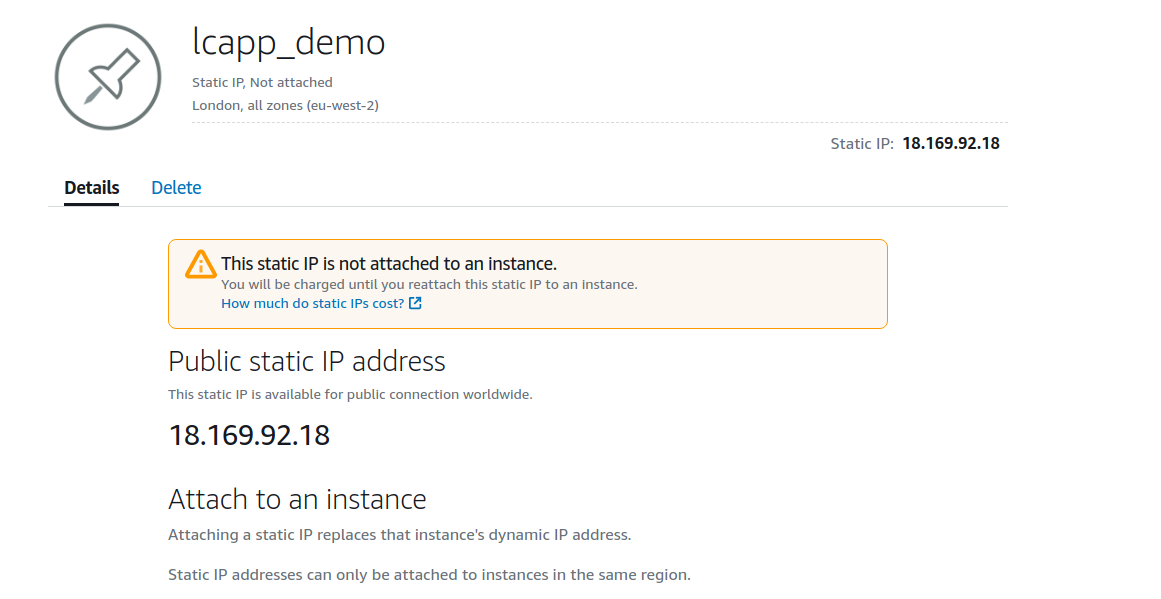 lcapp_demo
Static IP, Not attached
London, all zones (eu-west-2)
Static IP: 18.169.92.18
Details Delete
This static IP is not attached to an instance.
You will be charged until you reattach this static IP to an instance.
How much do static IPs cost?
Public static IP address
This static IP is available for public connection worldwide.
18.169.92.18
Attach to an instance
Attaching a static IP replaces that instance's dynamic IP address.
Static IP addresses can only be attached to instances in the same region.